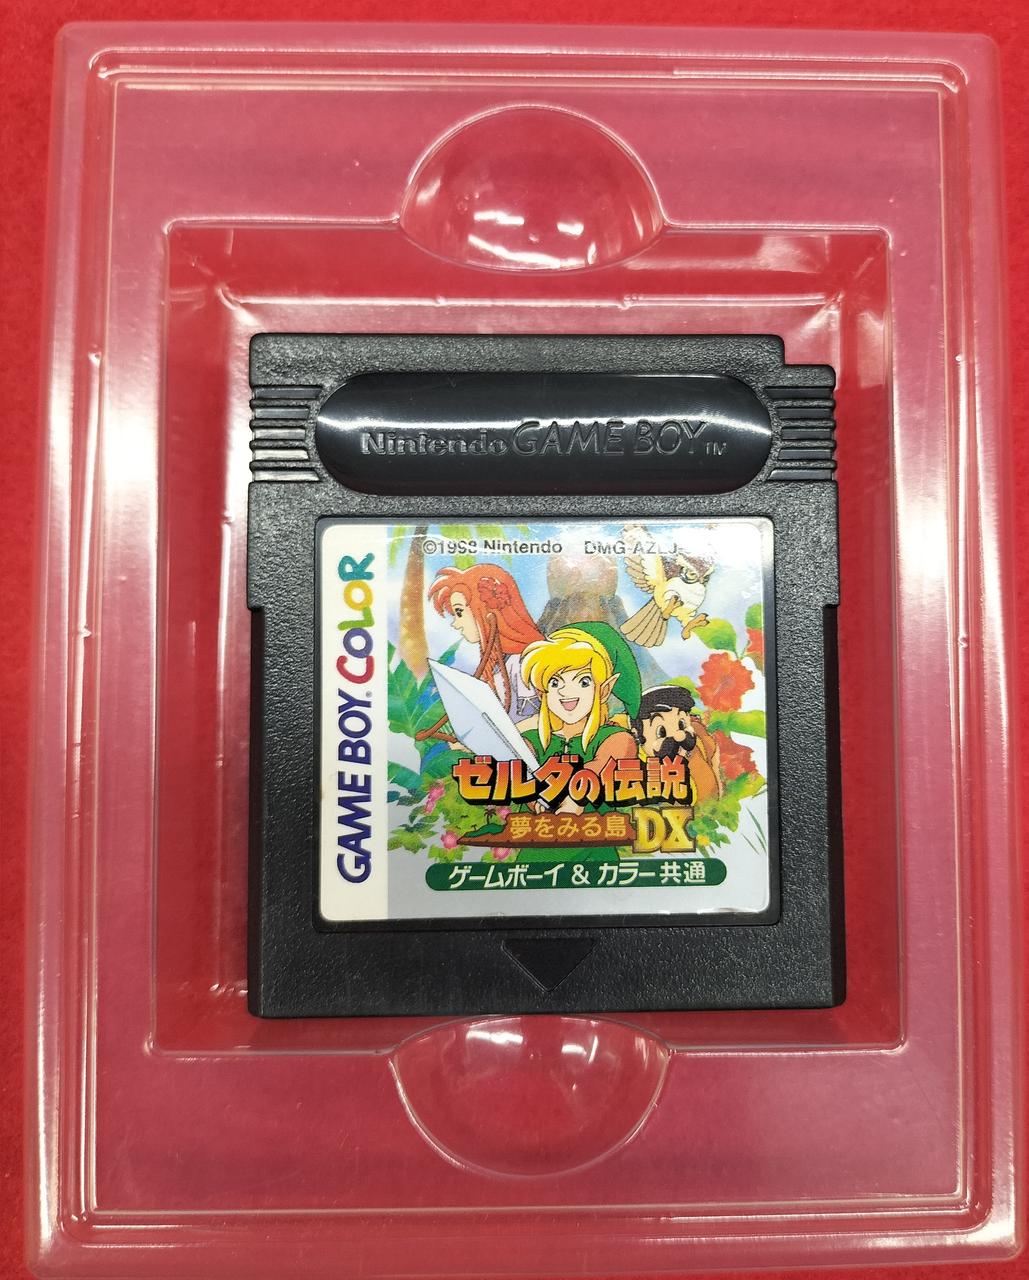 Nintendo GAME BOY TM
©1998 Nintendo DMG-AZLJ-
GAME BOY® COLOR
ゼルダの伝説
夢をみる島 DX
ゲームボーイ & カラー共通